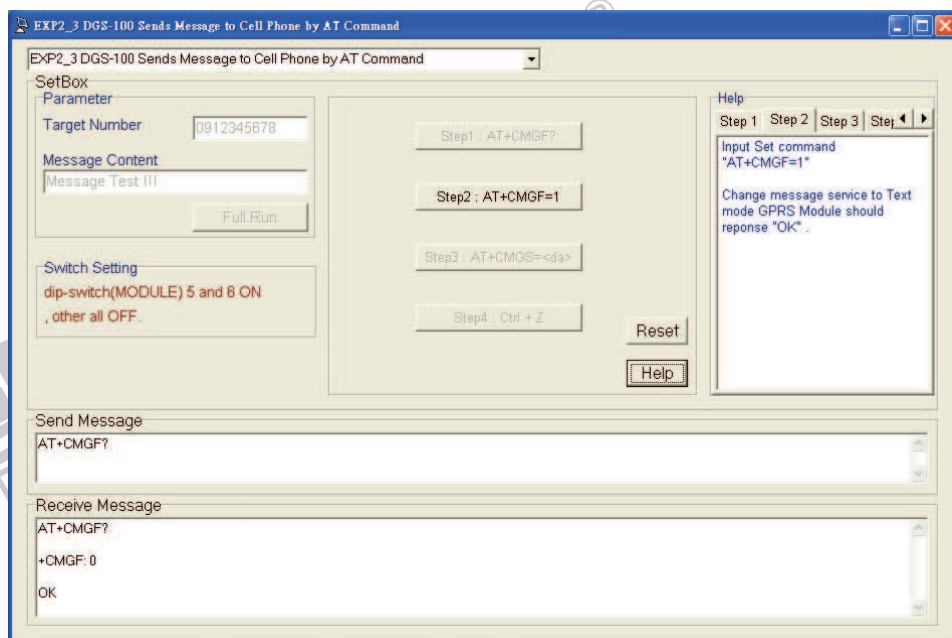 EXP2_3 DGS-100 Sends Message to Cell Phone by AT Command
EXP2_3 DGS-100 Sends Message to Cell Phone by AT Command
SetBox
Parameter
Target Number
0912345678
Message Content
Message Test III
Full Run
Switch Setting
dip-switch(MODULE) 5 and 6 ON
, other all OFF.
Step1 : AT+CMGF?
Step2 : AT+CMGF=1
Step3 : AT+CMGS=<da>
Step4 : Ctrl + Z
Reset
Help
Help
Step 1 Step 2 Step 3 Step
Input Set command
"AT+CMGF=1"
Change message service to Text
mode GPRS Module should
reponse "OK" .
Send Message
AT+CMGF?
Receive Message
AT+CMGF?
+CMGF: 0
OK